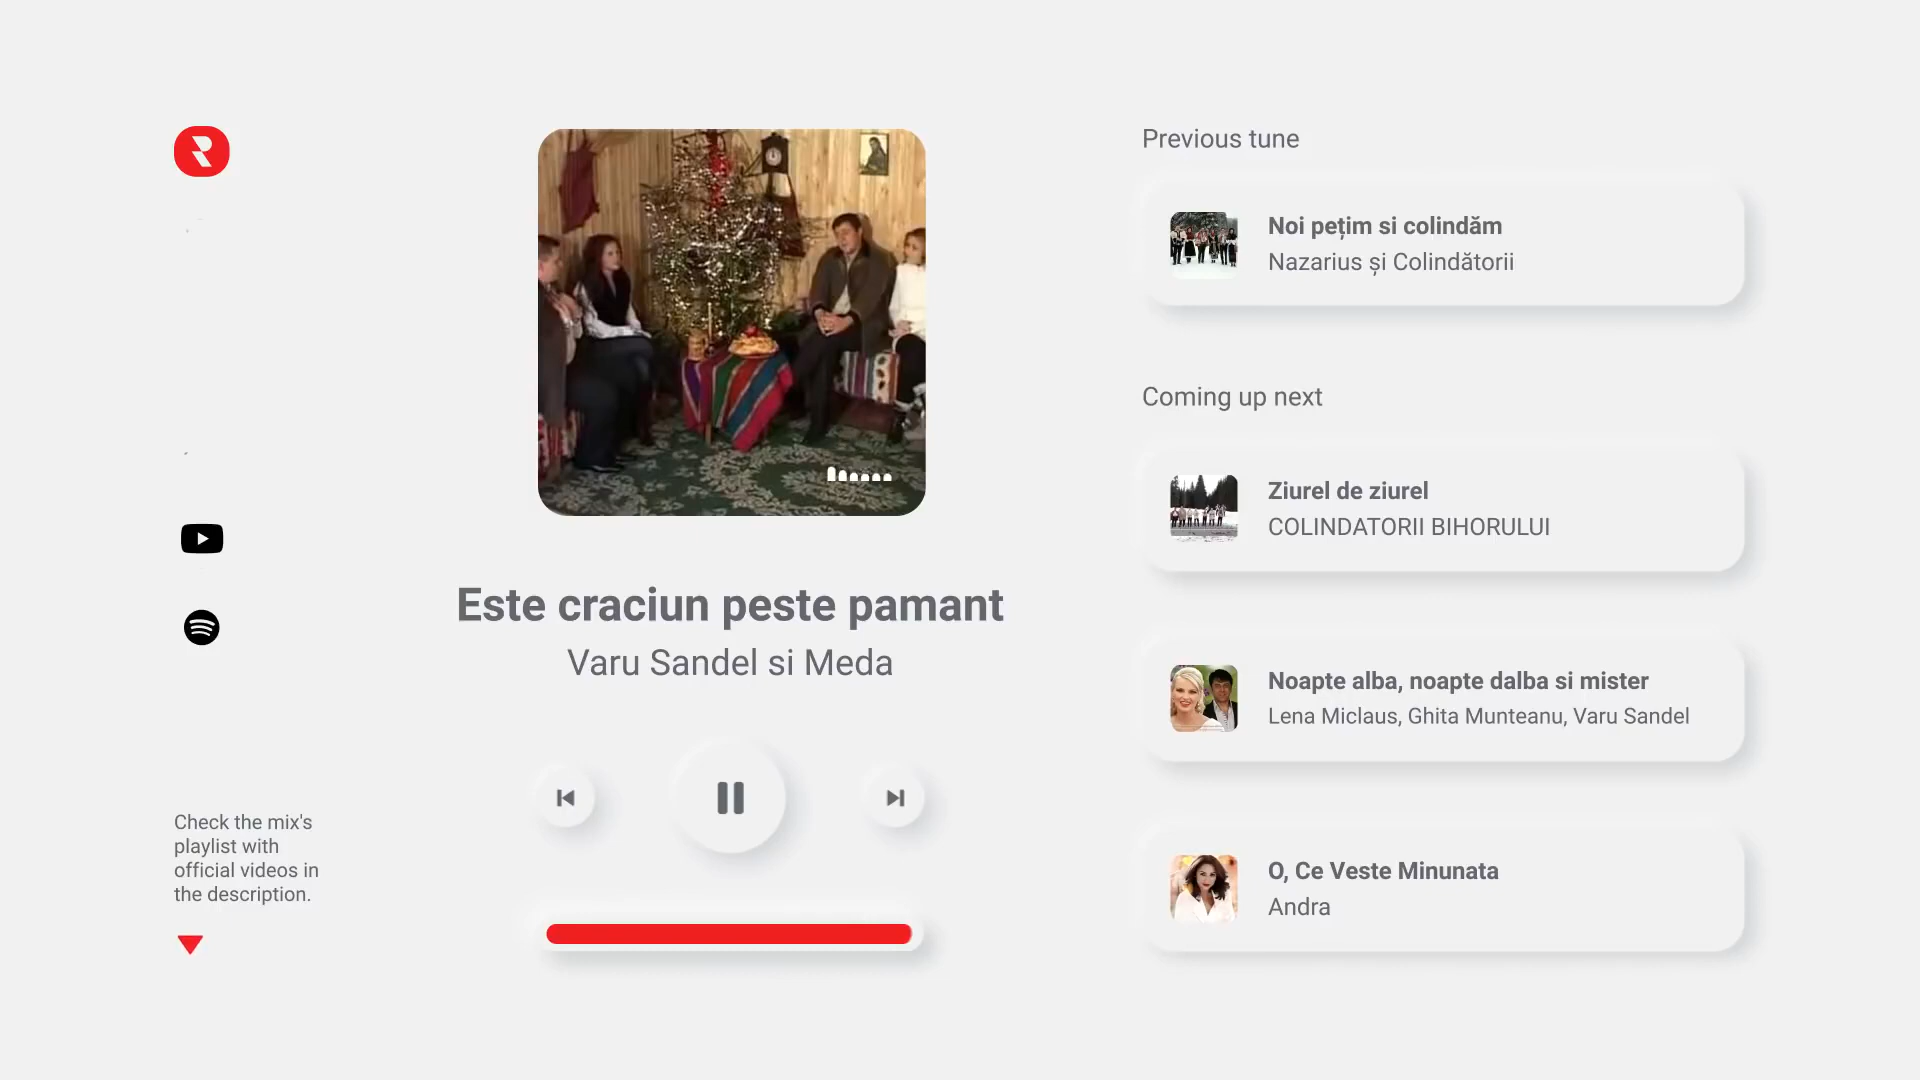 Este craciun peste pamant
Varu Sandel si Meda
Previous tune
Noi pețim si colindăm
Nazarius și Colindătorii
Coming up next
Ziurel de ziurel
COLINDATORII BIHORULUI
Noapte alba, noapte dalba si mister
Lena Miclaus, Ghita Munteanu, Varu Sandel
O, Ce Veste Minunata
Andra
Check the mix's
playlist with
official videos in
the description.